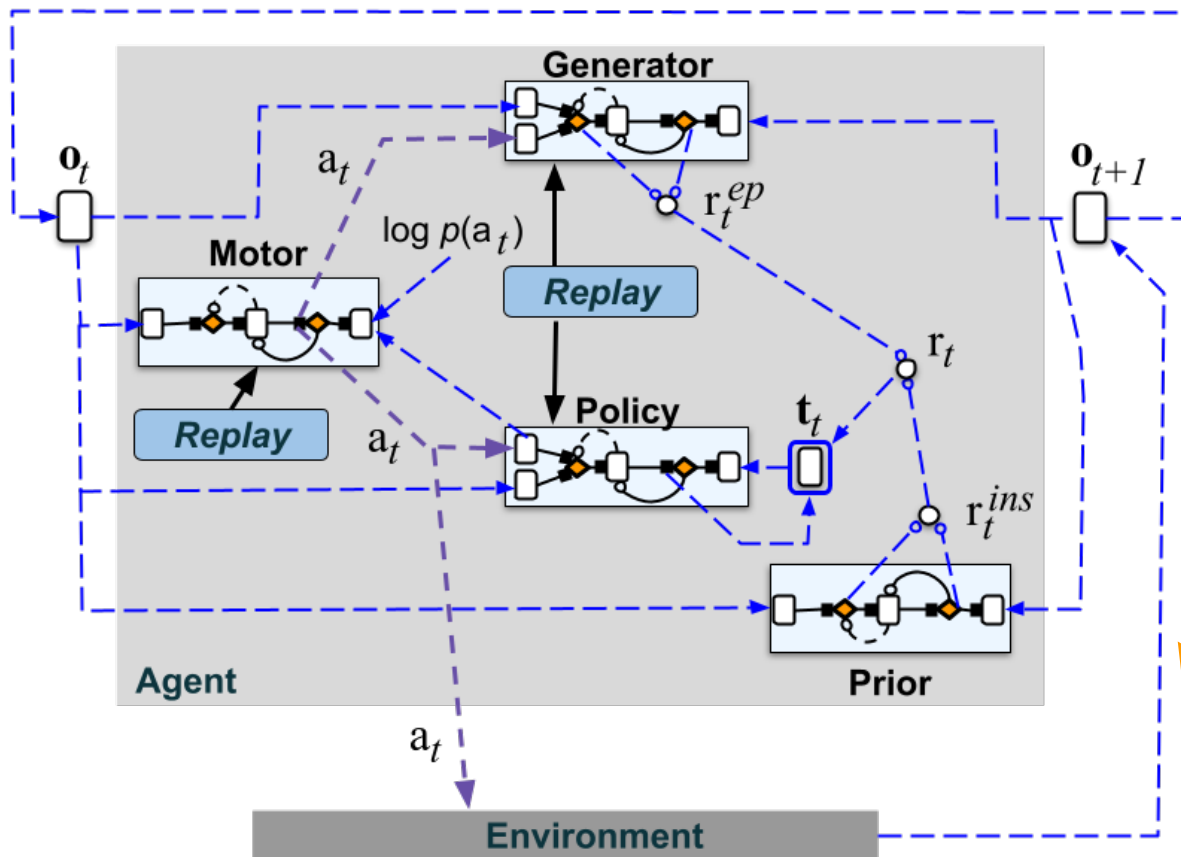 Generator
o_t
a_t
o_{t+1}
r_t^{ep}
log p(a_t)
Motor
Replay
r_t
Replay
Policy
t_t
a_t
r_t^{ins}
Agent
Prior
a_t
Environment